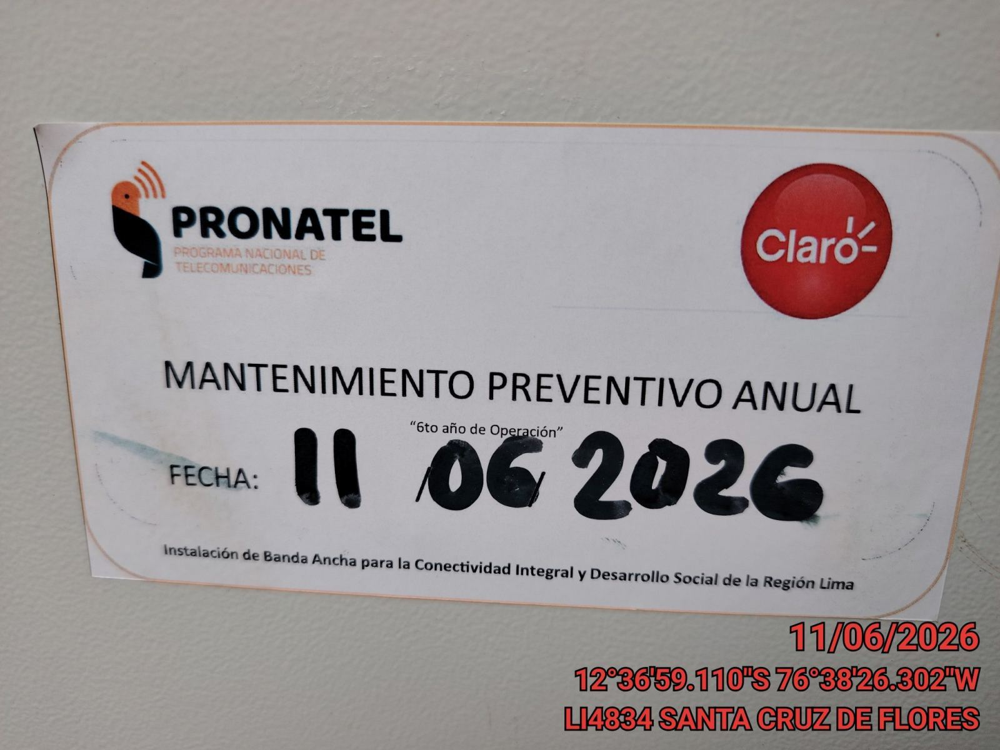 PRONATEL
PROGRAMA NACIONAL DE
TELECOMUNICACIONES
Claro
MANTENIMIENTO PREVENTIVO ANUAL
“6to año de Operación”
FECHA: 11 /06/ 2026
Instalación de Banda Ancha para la Conectividad Integral y Desarrollo Social de la Región Lima
11/06/2026
12°36'59.110"S 76°38'26.302"W
LI4834 SANTA CRUZ DE FLORES